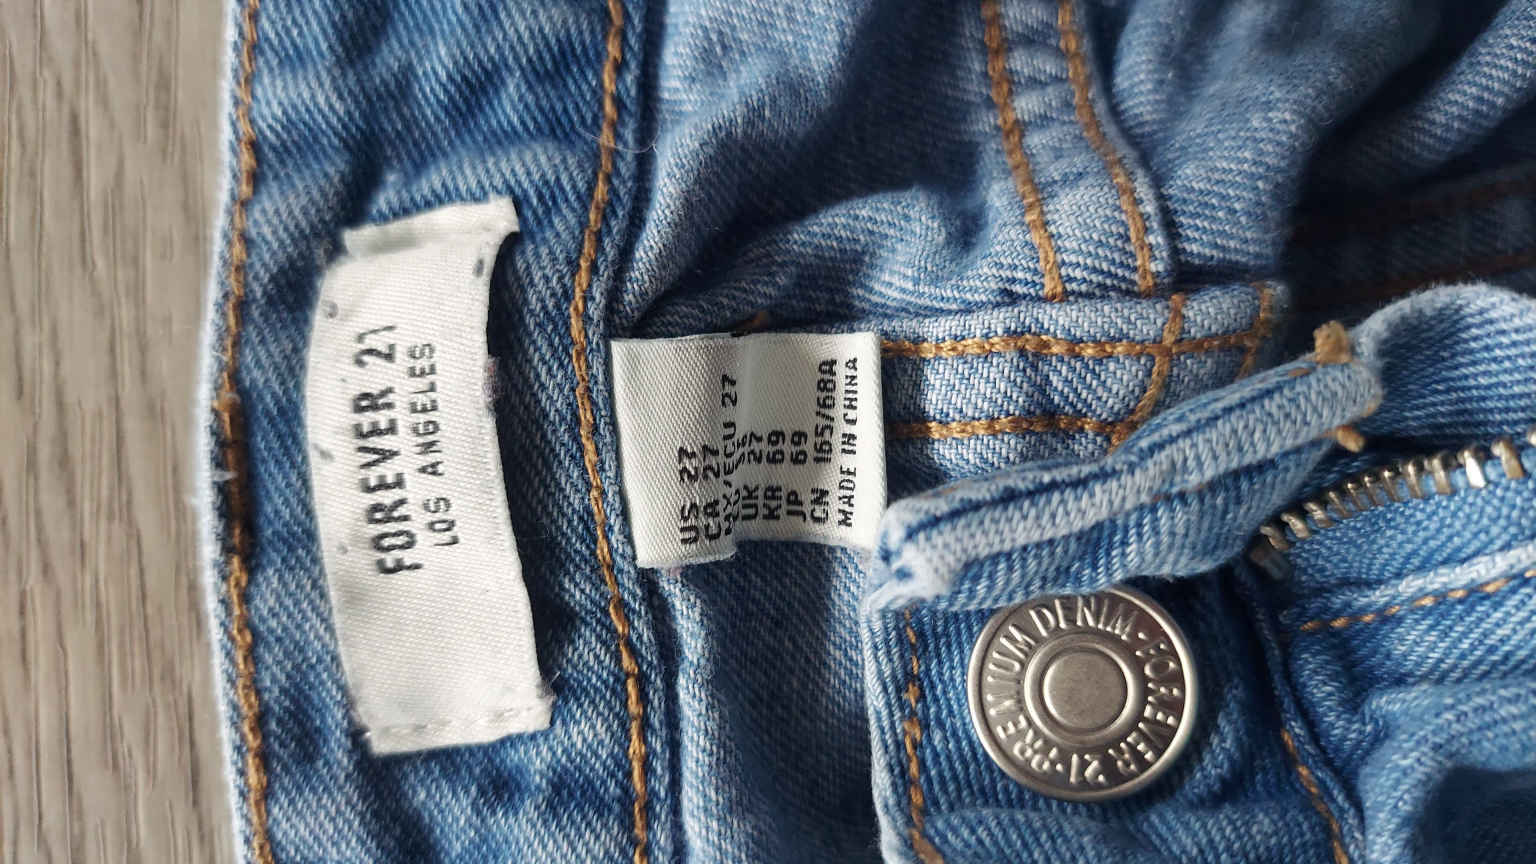 FOREVER 21
LOS ANGELES
US 27
CA 27
MX/ECU 27
UK 27
KR 69
JP 69
CN 165/68A
MADE IN CHINA
PREMIUM DENIM · FOREVER 21 ·